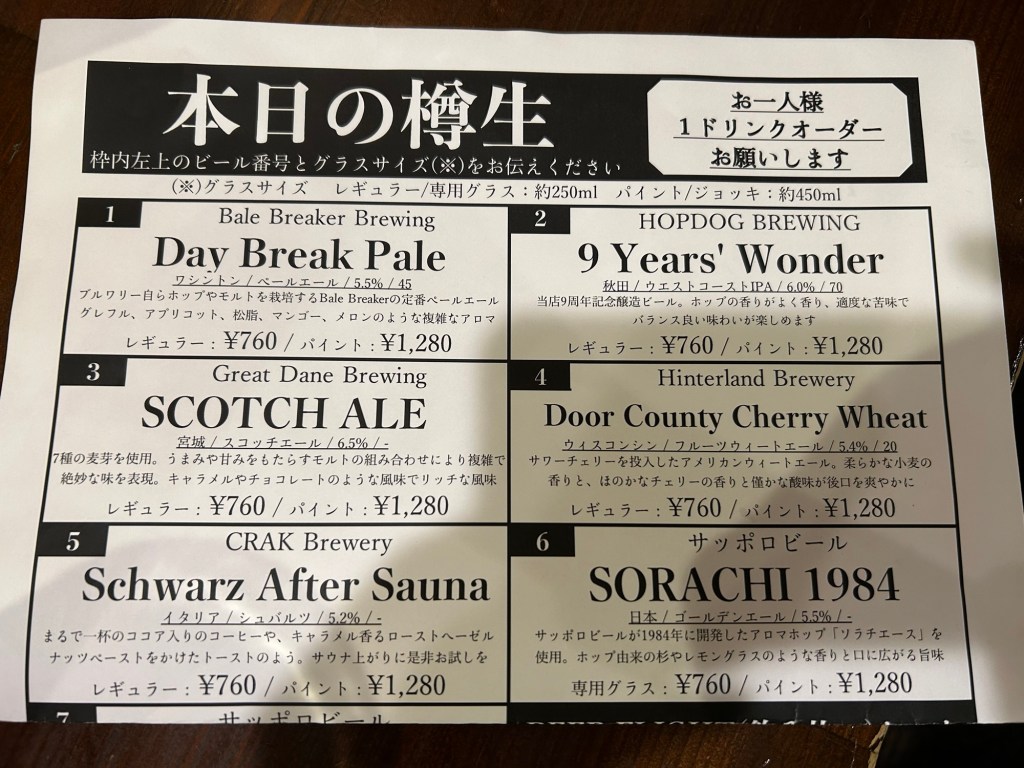 本日の樽生
枠内左上のビール番号とグラスサイズ(※)をお伝えください
お一人様
1ドリンクオーダー
お願いします
(※)グラスサイズ　レギュラー/専用グラス：約250ml　パイント/ジョッキ：約450ml
1
Bale Breaker Brewing
Day Break Pale
ワシントン / ペールエール / 5.5% / 45
ブルワリー自らホップやモルトを栽培するBale Breakerの定番ペールエール
グレフル、アプリコット、松脂、マンゴー、メロンのような複雑なアロマ
レギュラー：¥760 / パイント：¥1,280
2
HOPDOG BREWING
9 Years' Wonder
秋田 / ウエストコーストIPA / 6.0% / 70
当店9周年記念醸造ビール。ホップの香りがよく香り、適度な苦味で
バランス良い味わいが楽しめます
レギュラー：¥760 / パイント：¥1,280
3
Great Dane Brewing
SCOTCH ALE
宮城 / スコッチエール / 6.5% / -
7種の麦芽を使用。うまみや甘みをもたらすモルトの組み合わせにより複雑で
絶妙な味を表現。キャラメルやチョコレートのような風味でリッチな風味
レギュラー：¥760 / パイント：¥1,280
4
Hinterland Brewery
Door County Cherry Wheat
ウィスコンシン / フルーツウィートエール / 5.4% / 20
サワーチェリーを投入したアメリカンウィートエール。柔らかな小麦の
香りと、ほのかなチェリーの香りと僅かな酸味が後口を爽やかに
レギュラー：¥760 / パイント：¥1,280
5
CRAK Brewery
Schwarz After Sauna
イタリア / シュバルツ / 5.2% / -
まるで一杯のココア入りのコーヒーや、キャラメル香るローストヘーゼル
ナッツペーストをかけたトーストのよう。サウナ上がりに是非お試しを
レギュラー：¥760 / パイント：¥1,280
6
サッポロビール
SORACHI 1984
日本 / ゴールデンエール / 5.5% / -
サッポロビールが1984年に開発したアロマホップ「ソラチエース」を
使用。ホップ由来の杉やレモングラスのような香りと口に広がる旨味
専用グラス：¥760 / パイント：¥1,280
7
サッポロビール